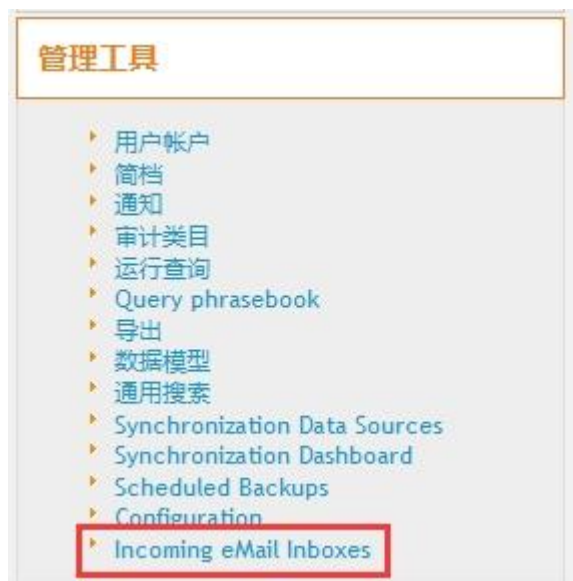 管理工具
用户帐户
简档
通知
审计类目
运行查询
Query phrasebook
导出
数据模型
通用搜索
Synchronization Data Sources
Synchronization Dashboard
Scheduled Backups
Configuration
Incoming eMail Inboxes